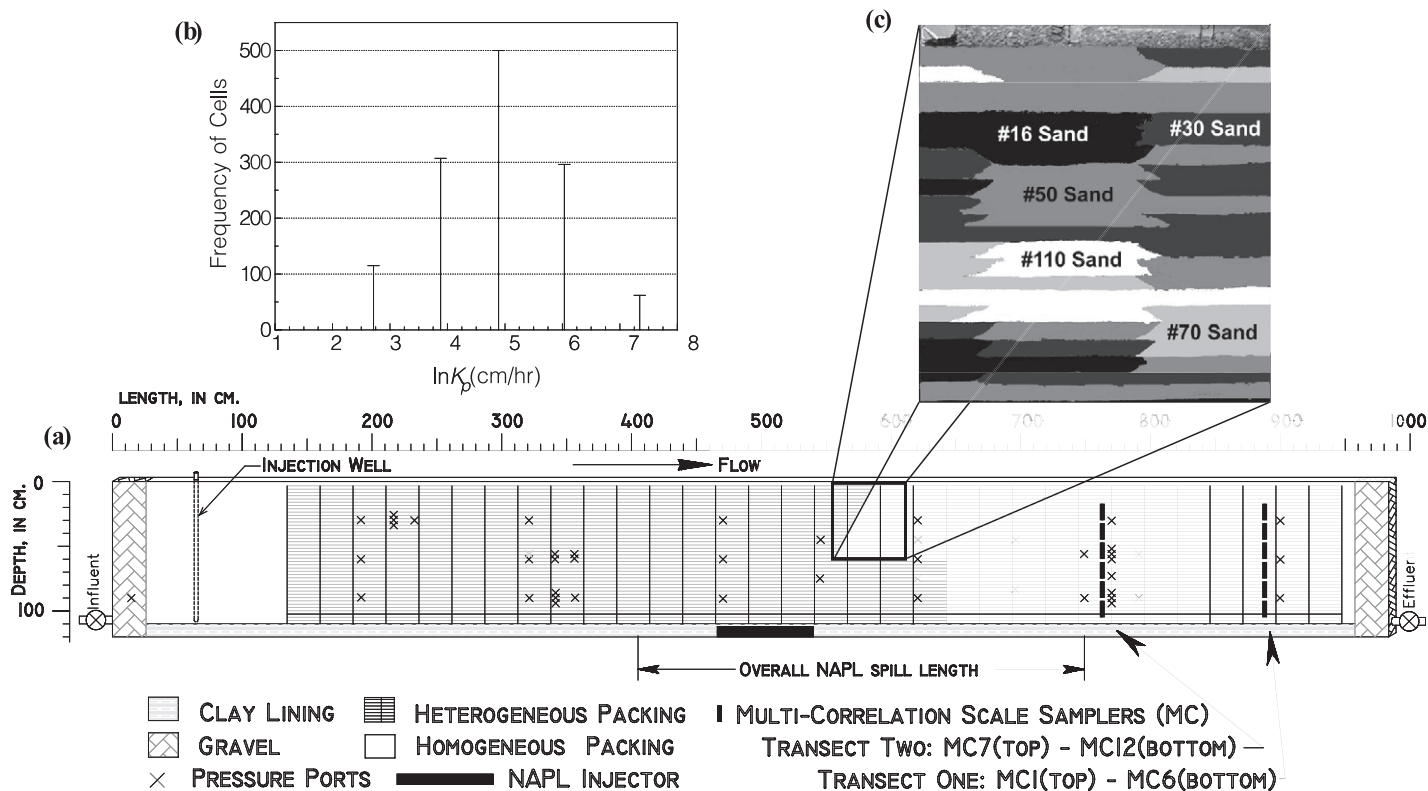 (b)
Frequency of Cells
500
400
300
200
100
0
1 2 3 4 5 6 7 8
lnKp(cm/hr)
(c)
#16 Sand
#30 Sand
#50 Sand
#110 Sand
#70 Sand
(a)
LENGTH, IN CM.
0 100 200 300 400 500 600 700 800 900 1000
INJECTION WELL
FLOW
DEPTH, IN CM.
0
100
Influent
Effluer
OVERALL NAPL SPILL LENGTH
CLAY LINING
HETEROGENEOUS PACKING
MULTI-CORRELATION SCALE SAMPLERS (MC)
GRAVEL
HOMOGENEOUS PACKING
TRANSECT TWO: MC7(TOP) - MC12(BOTTOM)
PRESSURE PORTS
NAPL INJECTOR
TRANSECT ONE: MC1(TOP) - MC6(BOTTOM)